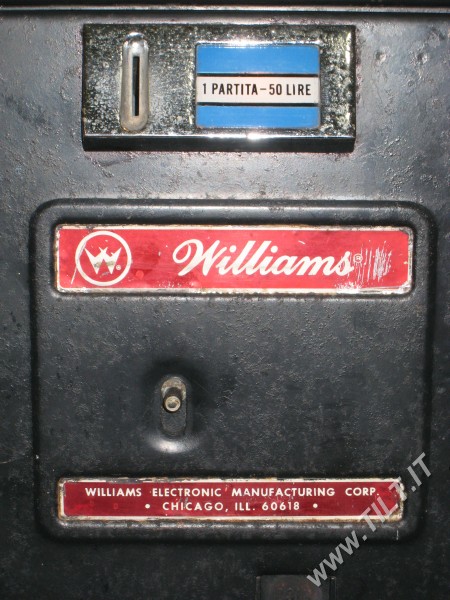 1 PARTITA-50 LIRE
W ®
Williams®
WILLIAMS ELECTRONIC MANUFACTURING CORP.
• CHICAGO, ILL. 60618 •
WWW.TILT.IT